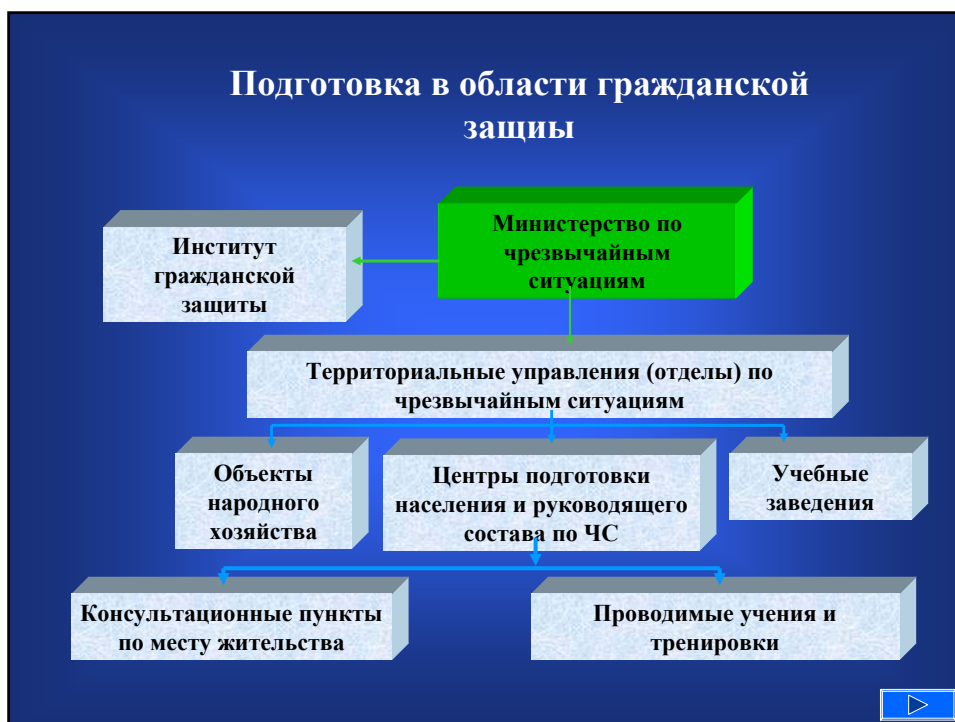 Подготовка в области гражданской
защиы
Министерство по
чрезвычайным
ситуациям
Институт
гражданской
защиты
Территориальные управления (отделы) по
чрезвычайным ситуациям
Объекты
народного
хозяйства
Центры подготовки
населения и руководящего
состава по ЧС
Учебные
заведения
Консультационные пункты
по месту жительства
Проводимые учения и
тренировки